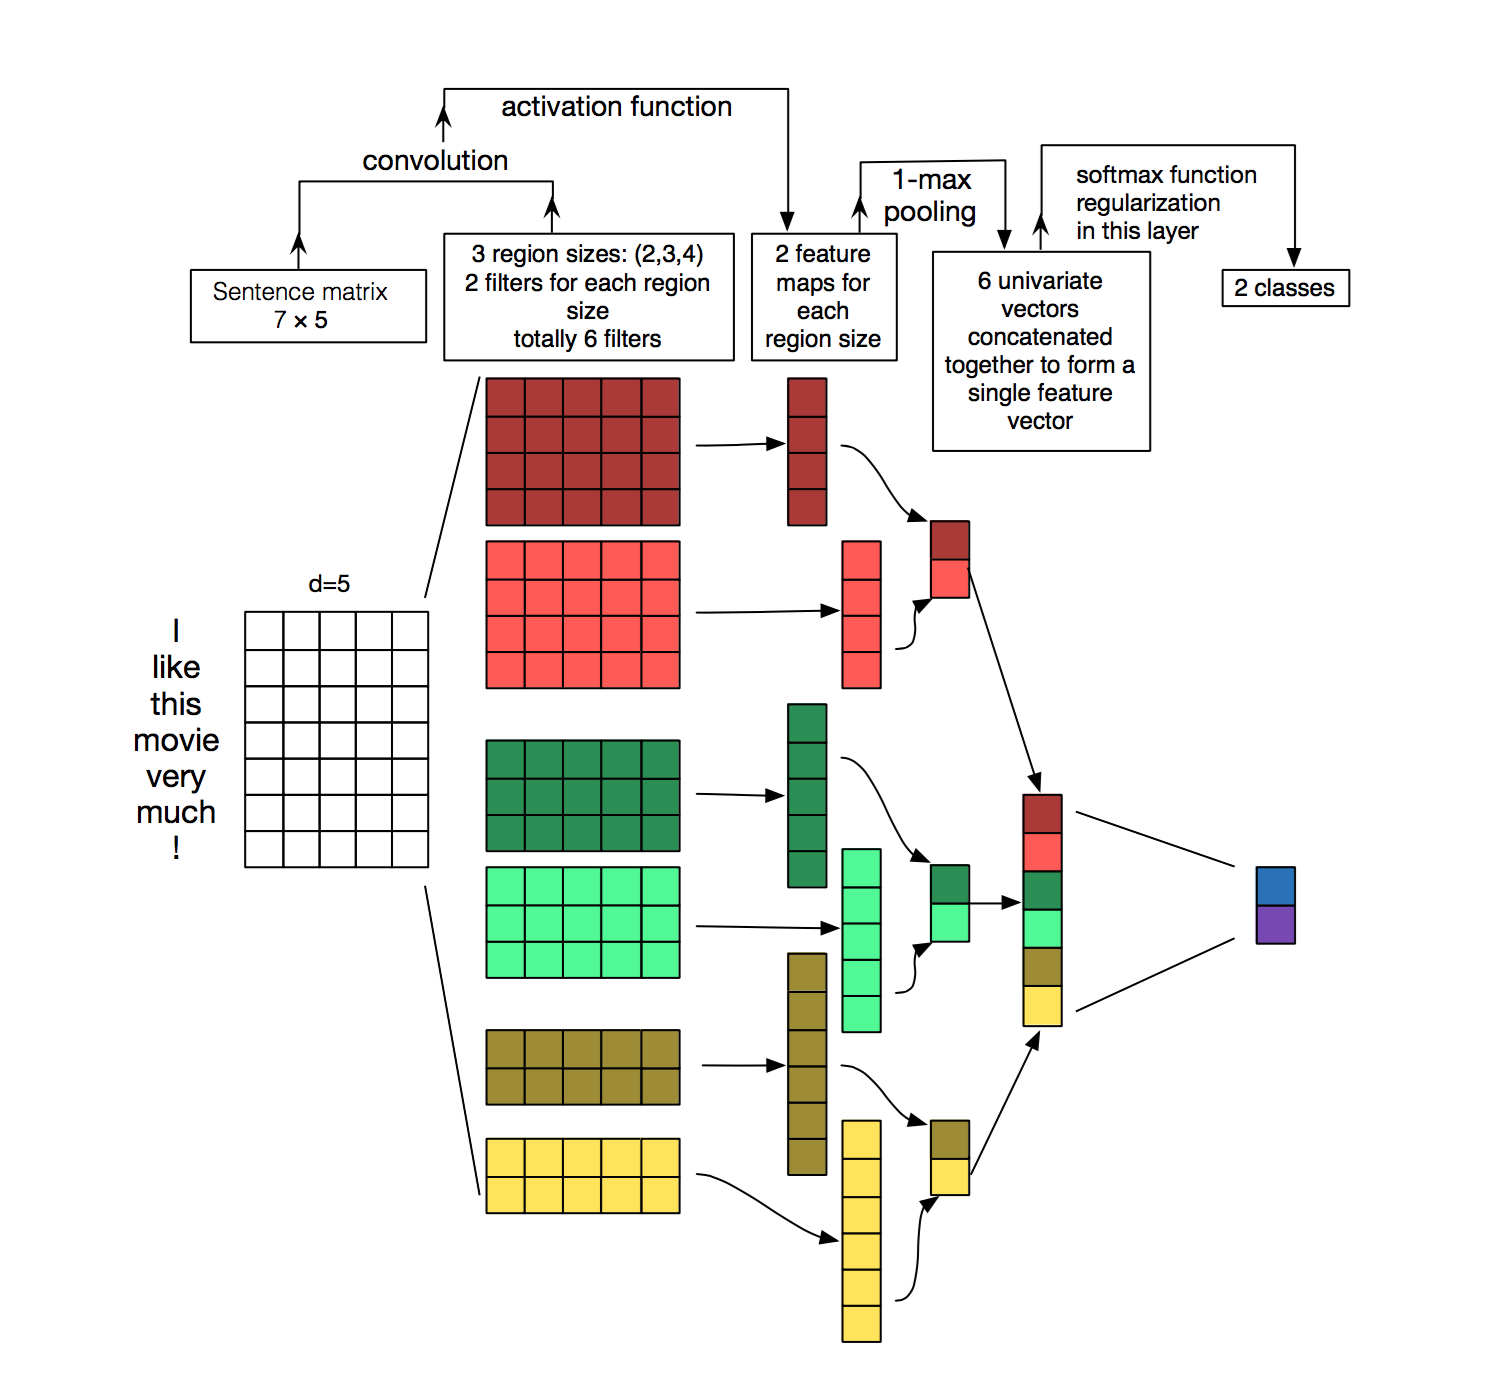 activation function
convolution
1-max
pooling
softmax function
regularization
in this layer
Sentence matrix
7 × 5
3 region sizes: (2,3,4)
2 filters for each region
size
totally 6 filters
2 feature
maps for
each
region size
6 univariate
vectors
concatenated
together to form a
single feature
vector
2 classes
d=5
I
like
this
movie
very
much
!